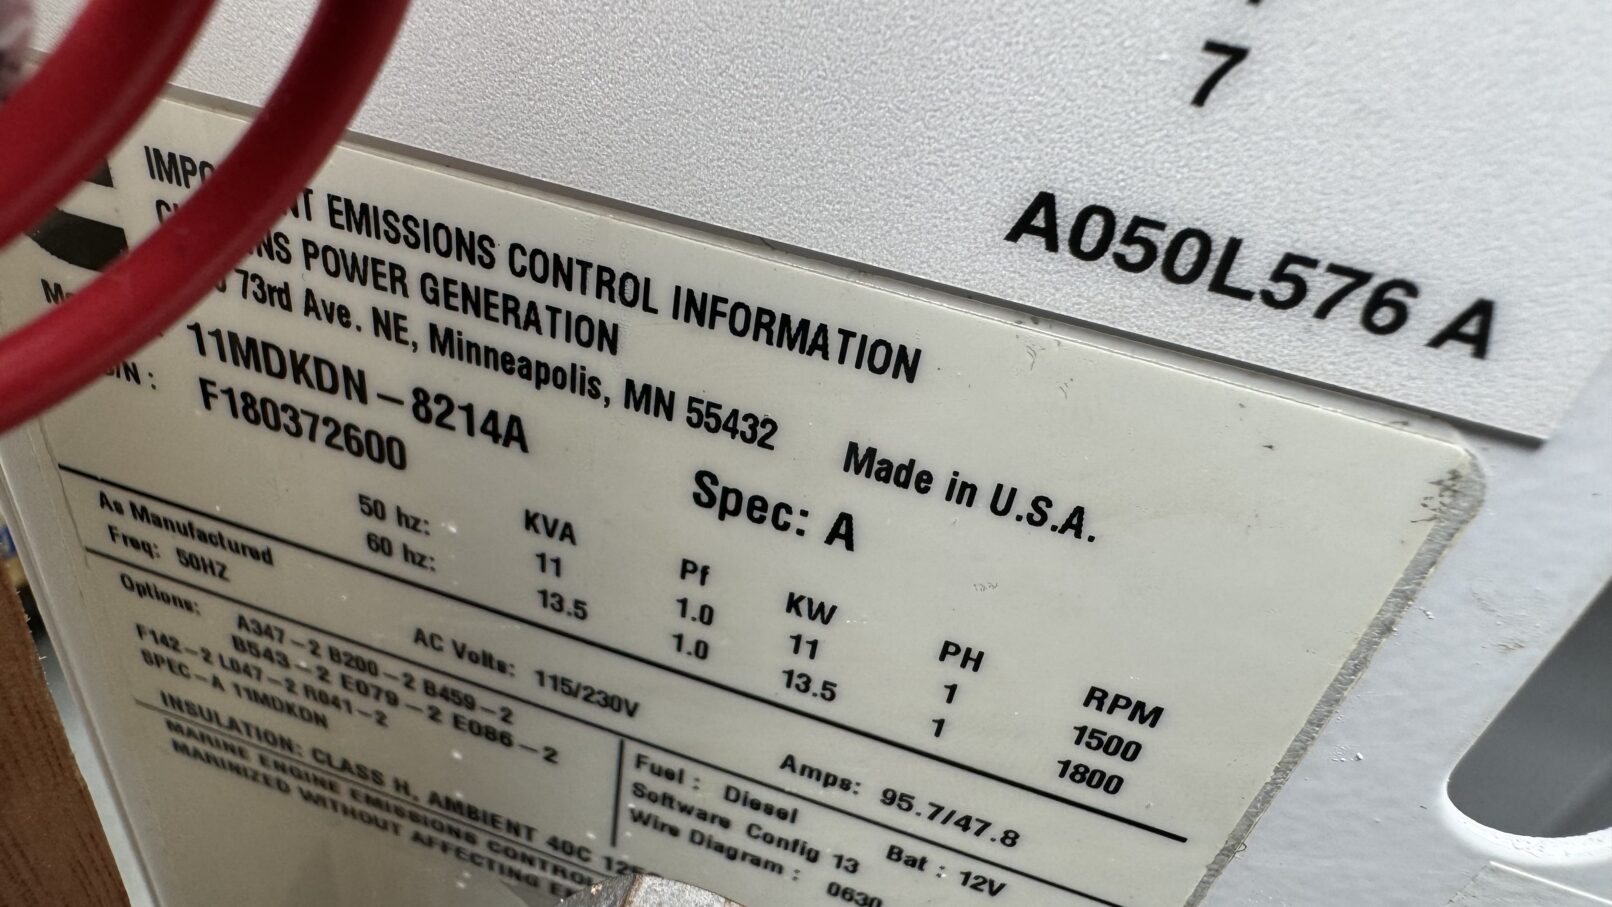 7
A050L576 A
EMISSIONS CONTROL INFORMATION
POWER GENERATION
73rd Ave. NE, Minneapolis, MN 55432 Made in U.S.A.
11MDKDN-8214A Spec: A
F180372600
KVA Pf KW PH RPM
50 hz: 11 1.0 11 1 1500
60 hz: 13.5 1.0 13.5 1 1800
As Manufactured
Freq: 50HZ AC Volts: 115/230V Amps: 95.7/47.8
Options: A347-2 B200-2 B459-2
B543-2 E079-2 E086-2
F142-2 L047-2 R041-2
SPEC-A 11MDKDN
Fuel: Diesel Bat: 12V
Software Config 13
Wire Diagram: 0630
INSULATION: CLASS H. AMBIENT 40C
MARINE ENGINE EMISSIONS
MARINIZED WITHOUT AFFECTING